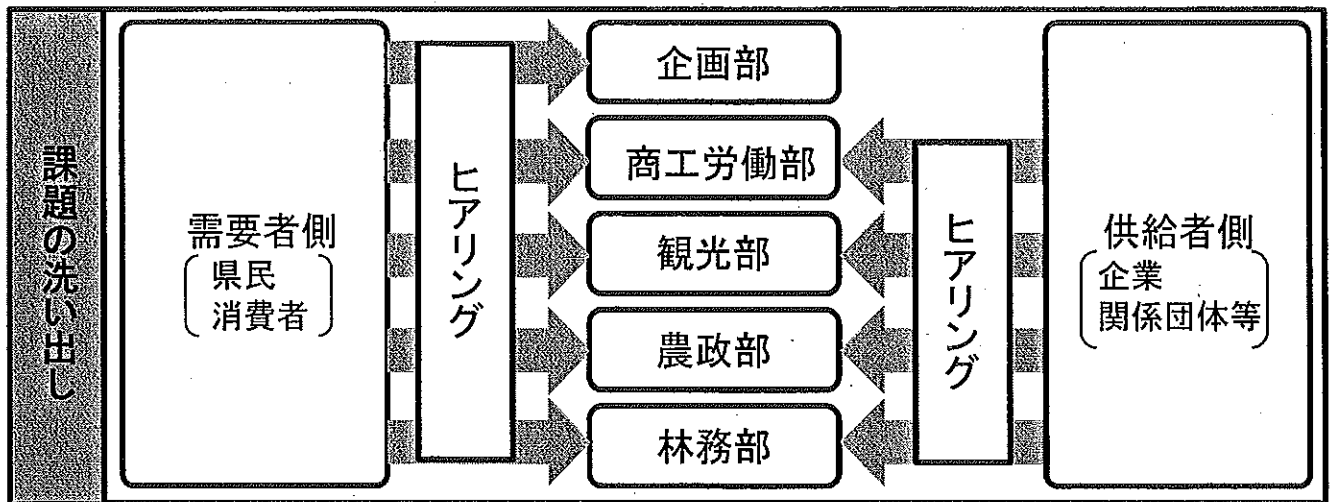 課題の洗い出し
需要者側
県民
消費者
ヒアリング
企画部
商工労働部
観光部
農政部
林務部
ヒアリング
供給者側
企業
関係団体等